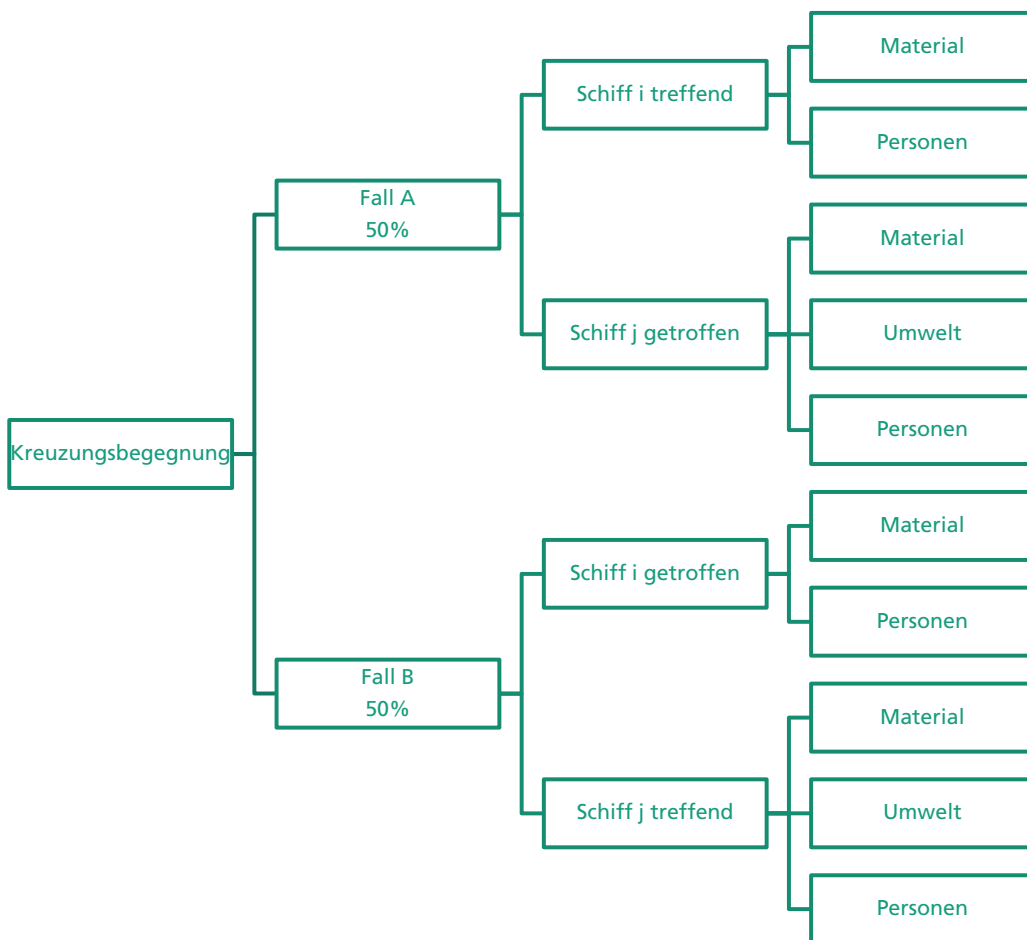 Kreuzungsbegegnung
Fall A
50%
Schiff i treffend
Material
Personen
Schiff j getroffen
Material
Umwelt
Personen
Fall B
50%
Schiff i getroffen
Material
Personen
Schiff j treffend
Material
Umwelt
Personen